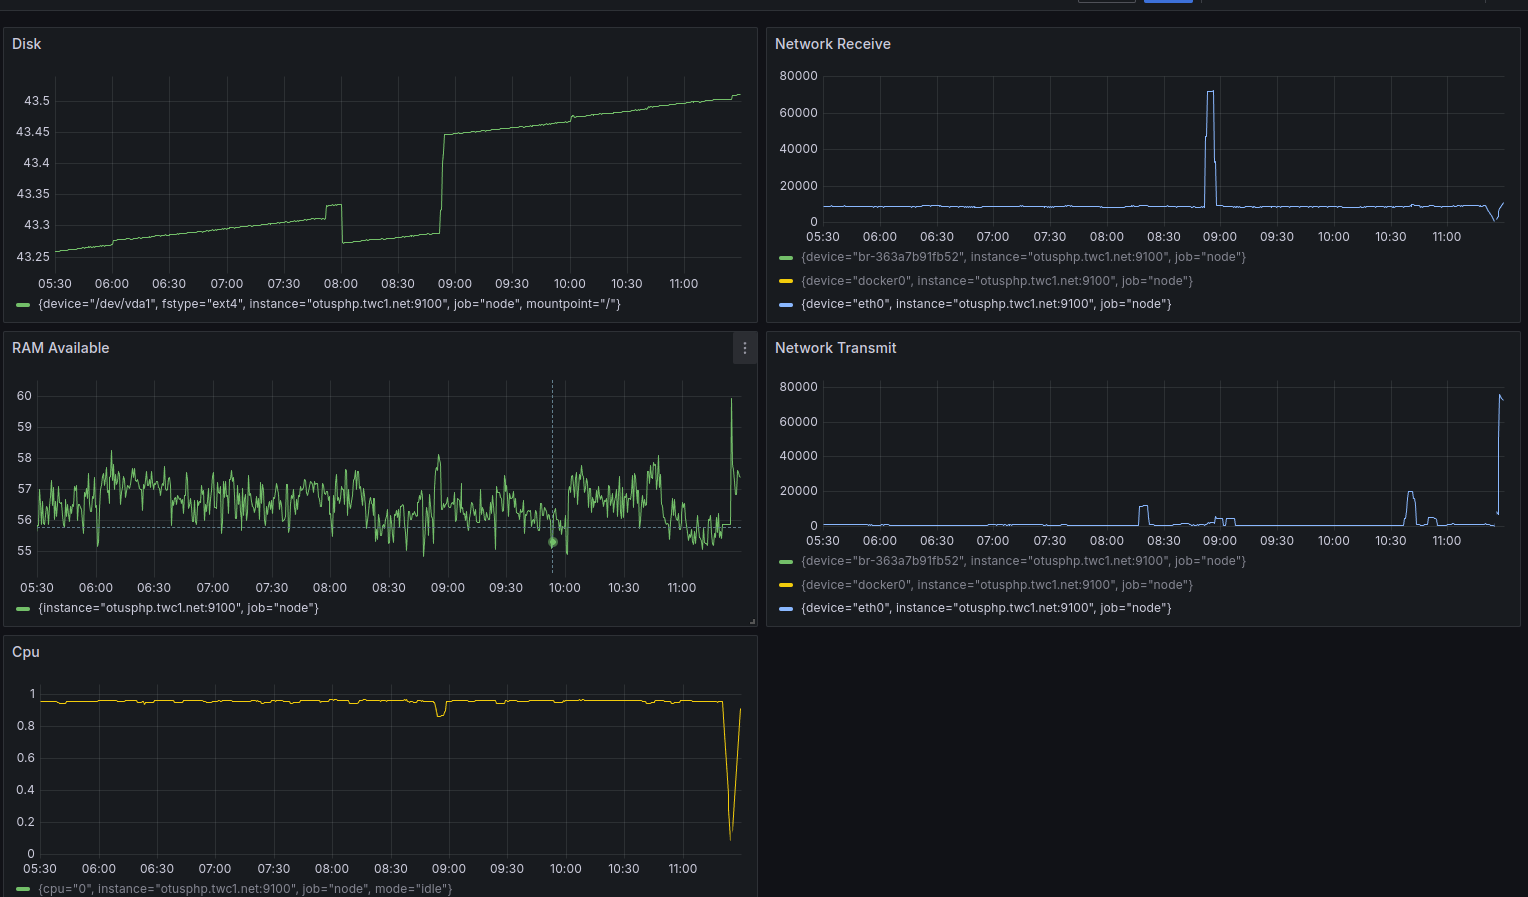 Disk
43.5
43.45
43.4
43.35
43.3
43.25
05:30 06:00 06:30 07:00 07:30 08:00 08:30 09:00 09:30 10:00 10:30 11:00
{device="/dev/vda1", fstype="ext4", instance="otusphp.twc1.net:9100", job="node", mountpoint="/"}
Network Receive
80000
60000
40000
20000
0
05:30 06:00 06:30 07:00 07:30 08:00 08:30 09:00 09:30 10:00 10:30 11:00
{device="br-363a7b91fb52", instance="otusphp.twc1.net:9100", job="node"}
{device="docker0", instance="otusphp.twc1.net:9100", job="node"}
{device="eth0", instance="otusphp.twc1.net:9100", job="node"}
RAM Available
60
59
58
57
56
55
05:30 06:00 06:30 07:00 07:30 08:00 08:30 09:00 09:30 10:00 10:30 11:00
{instance="otusphp.twc1.net:9100", job="node"}
Network Transmit
80000
60000
40000
20000
0
05:30 06:00 06:30 07:00 07:30 08:00 08:30 09:00 09:30 10:00 10:30 11:00
{device="br-363a7b91fb52", instance="otusphp.twc1.net:9100", job="node"}
{device="docker0", instance="otusphp.twc1.net:9100", job="node"}
{device="eth0", instance="otusphp.twc1.net:9100", job="node"}
Cpu
1
0.8
0.6
0.4
0.2
0
05:30 06:00 06:30 07:00 07:30 08:00 08:30 09:00 09:30 10:00 10:30 11:00
{cpu="0", instance="otusphp.twc1.net:9100", job="node", mode="idle"}